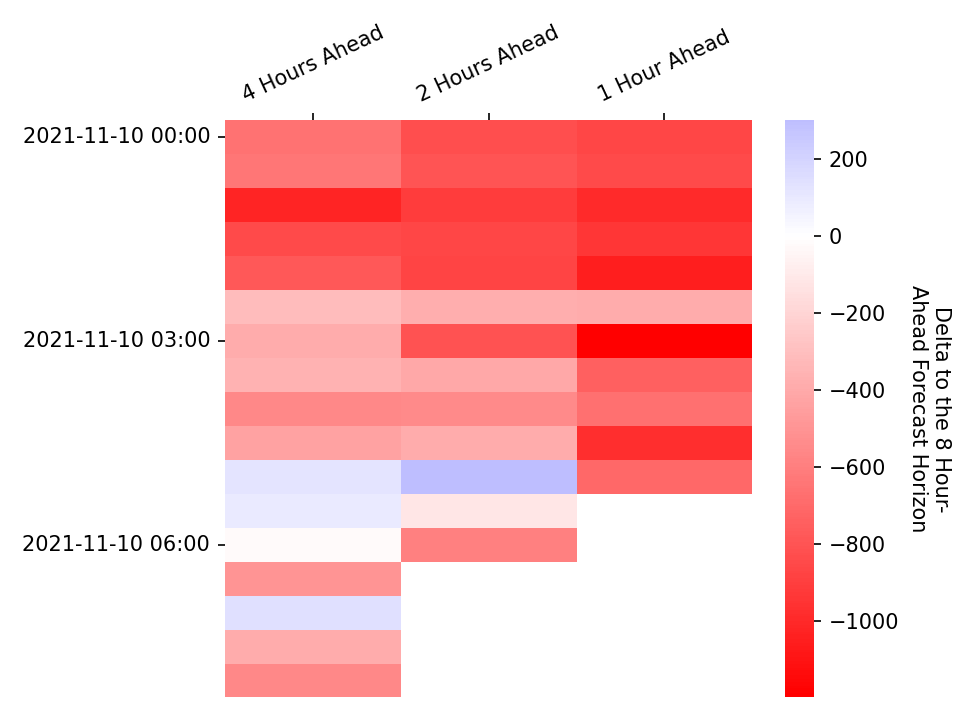 4 Hours Ahead
2 Hours Ahead
1 Hour Ahead
2021-11-10 00:00
2021-11-10 03:00
2021-11-10 06:00
200
0
−200
−400
−600
−800
−1000
Delta to the 8 Hour-
Ahead Forecast Horizon